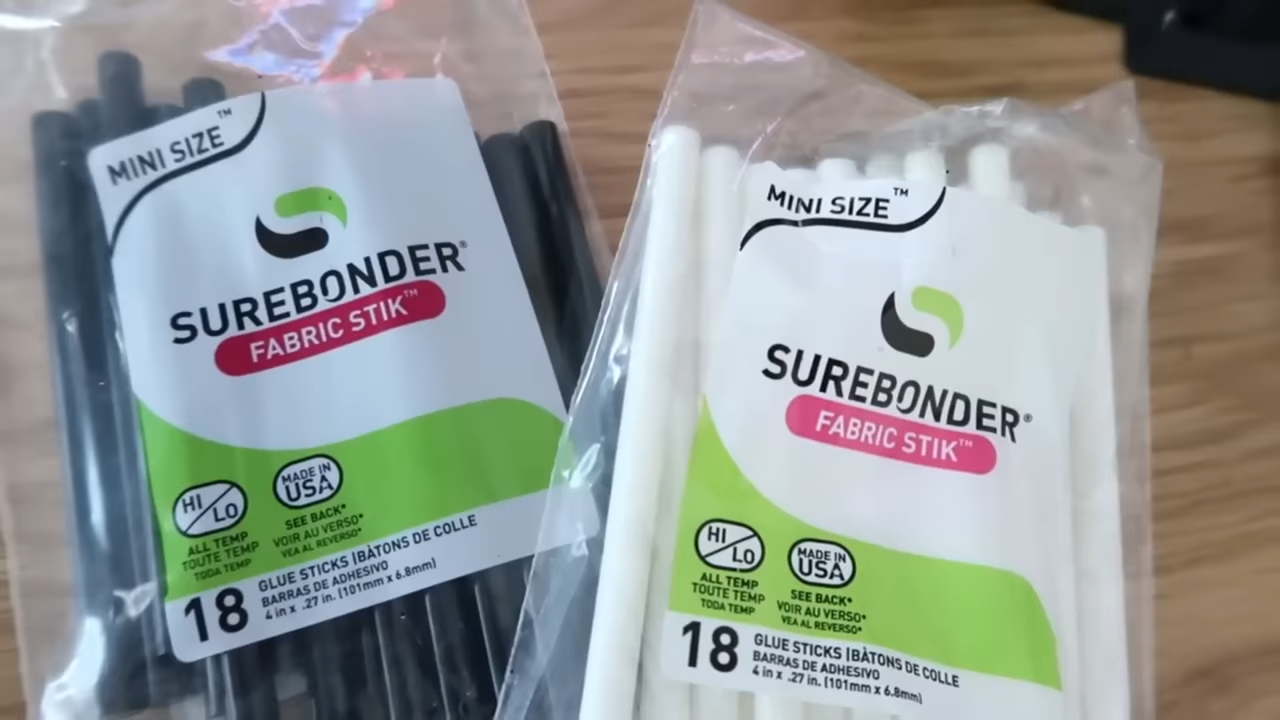 MINI SIZE™
SUREBONDER®
FABRIC STIK™
HI/LO
ALL TEMP
TOUTE TEMP
TODA TEMP
MADE IN
USA
SEE BACK*
VOIR AU VERSO*
VEA AL REVERSO*
18
GLUE STICKS | BÀTONS DE COLLE
BARRAS DE ADHESIVO
4 in x .27 in. (101mm x 6.8mm)
MINI SIZE™
SUREBONDER®
FABRIC STIK™
HI/LO
ALL TEMP
TOUTE TEMP
TODA TEMP
MADE IN
USA
SEE BACK*
VOIR AU VERSO*
VEA AL REVERSO*
18
GLUE STICKS | BÀTONS DE COLLE
BARRAS DE ADHESIVO
4 in x .27 in. (101mm x 6.8mm)